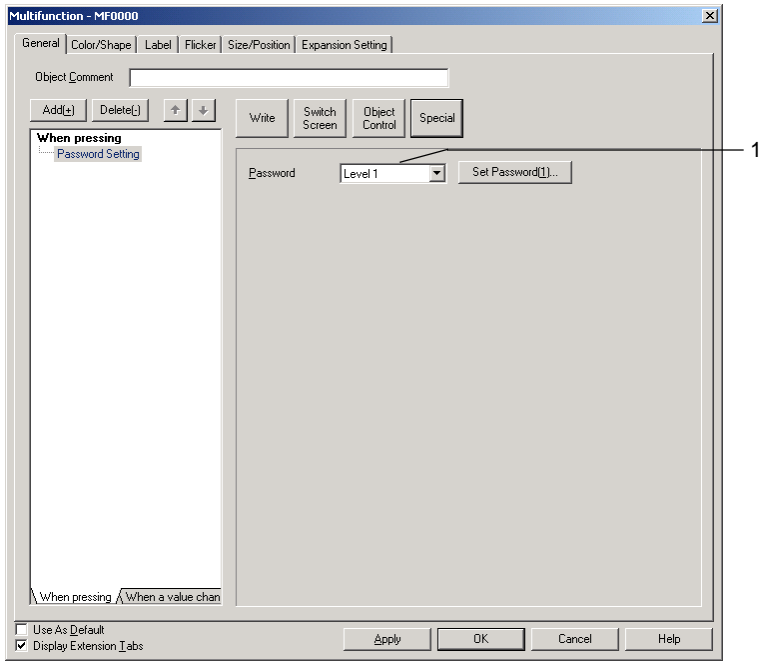 Multifunction - MF0000
General Color/Shape Label Flicker Size/Position Expansion Setting
Object Comment
Add(+) Delete(-)
Write Switch Screen Object Control Special
When pressing
Password Setting
1
Password Level 1 Set Password(1)...
When pressing When a value chan
Use As Default
Display Extension Tabs
Apply OK Cancel Help